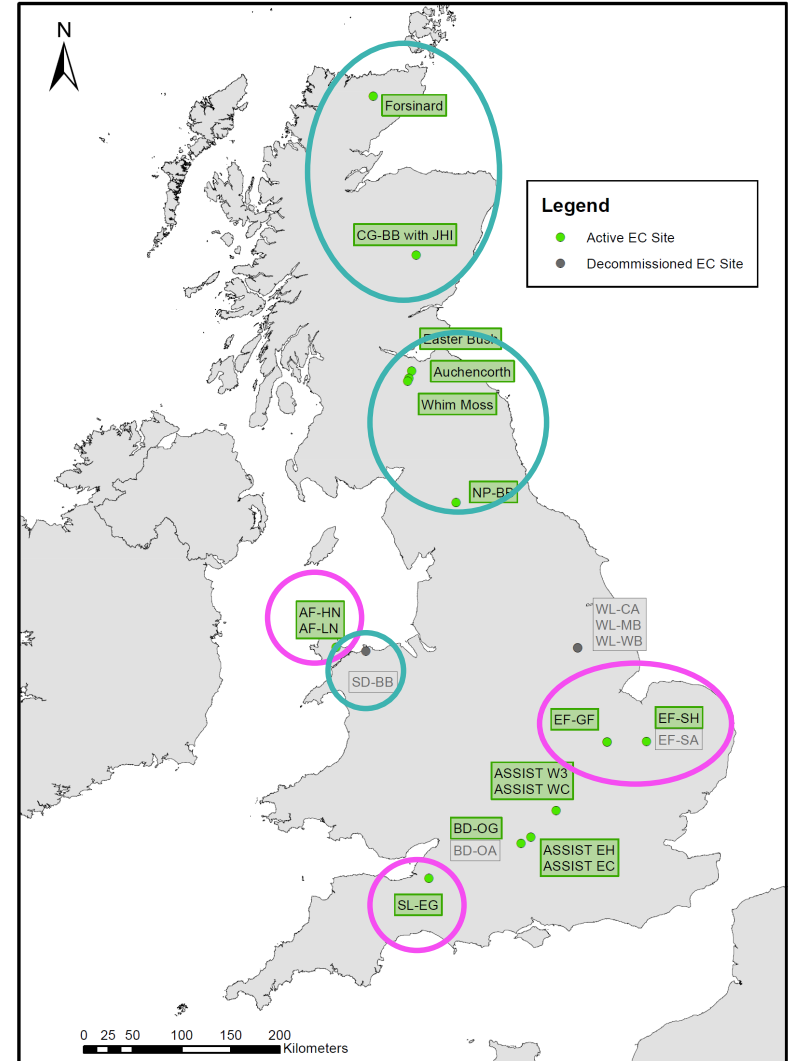 N
Forsinard
CG-BB with JHI
Legend
Active EC Site
Decommissioned EC Site
Easter Bush
Auchencorth
Whim Moss
NP-BB
AF-HN
AF-LN
SD-BB
WL-CA
WL-MB
WL-WB
EF-GF
EF-SH
EF-SA
ASSIST W3
ASSIST WC
BD-OG
BD-OA
ASSIST EH
ASSIST EC
SL-EG
0 25 50 100 150 200
Kilometers